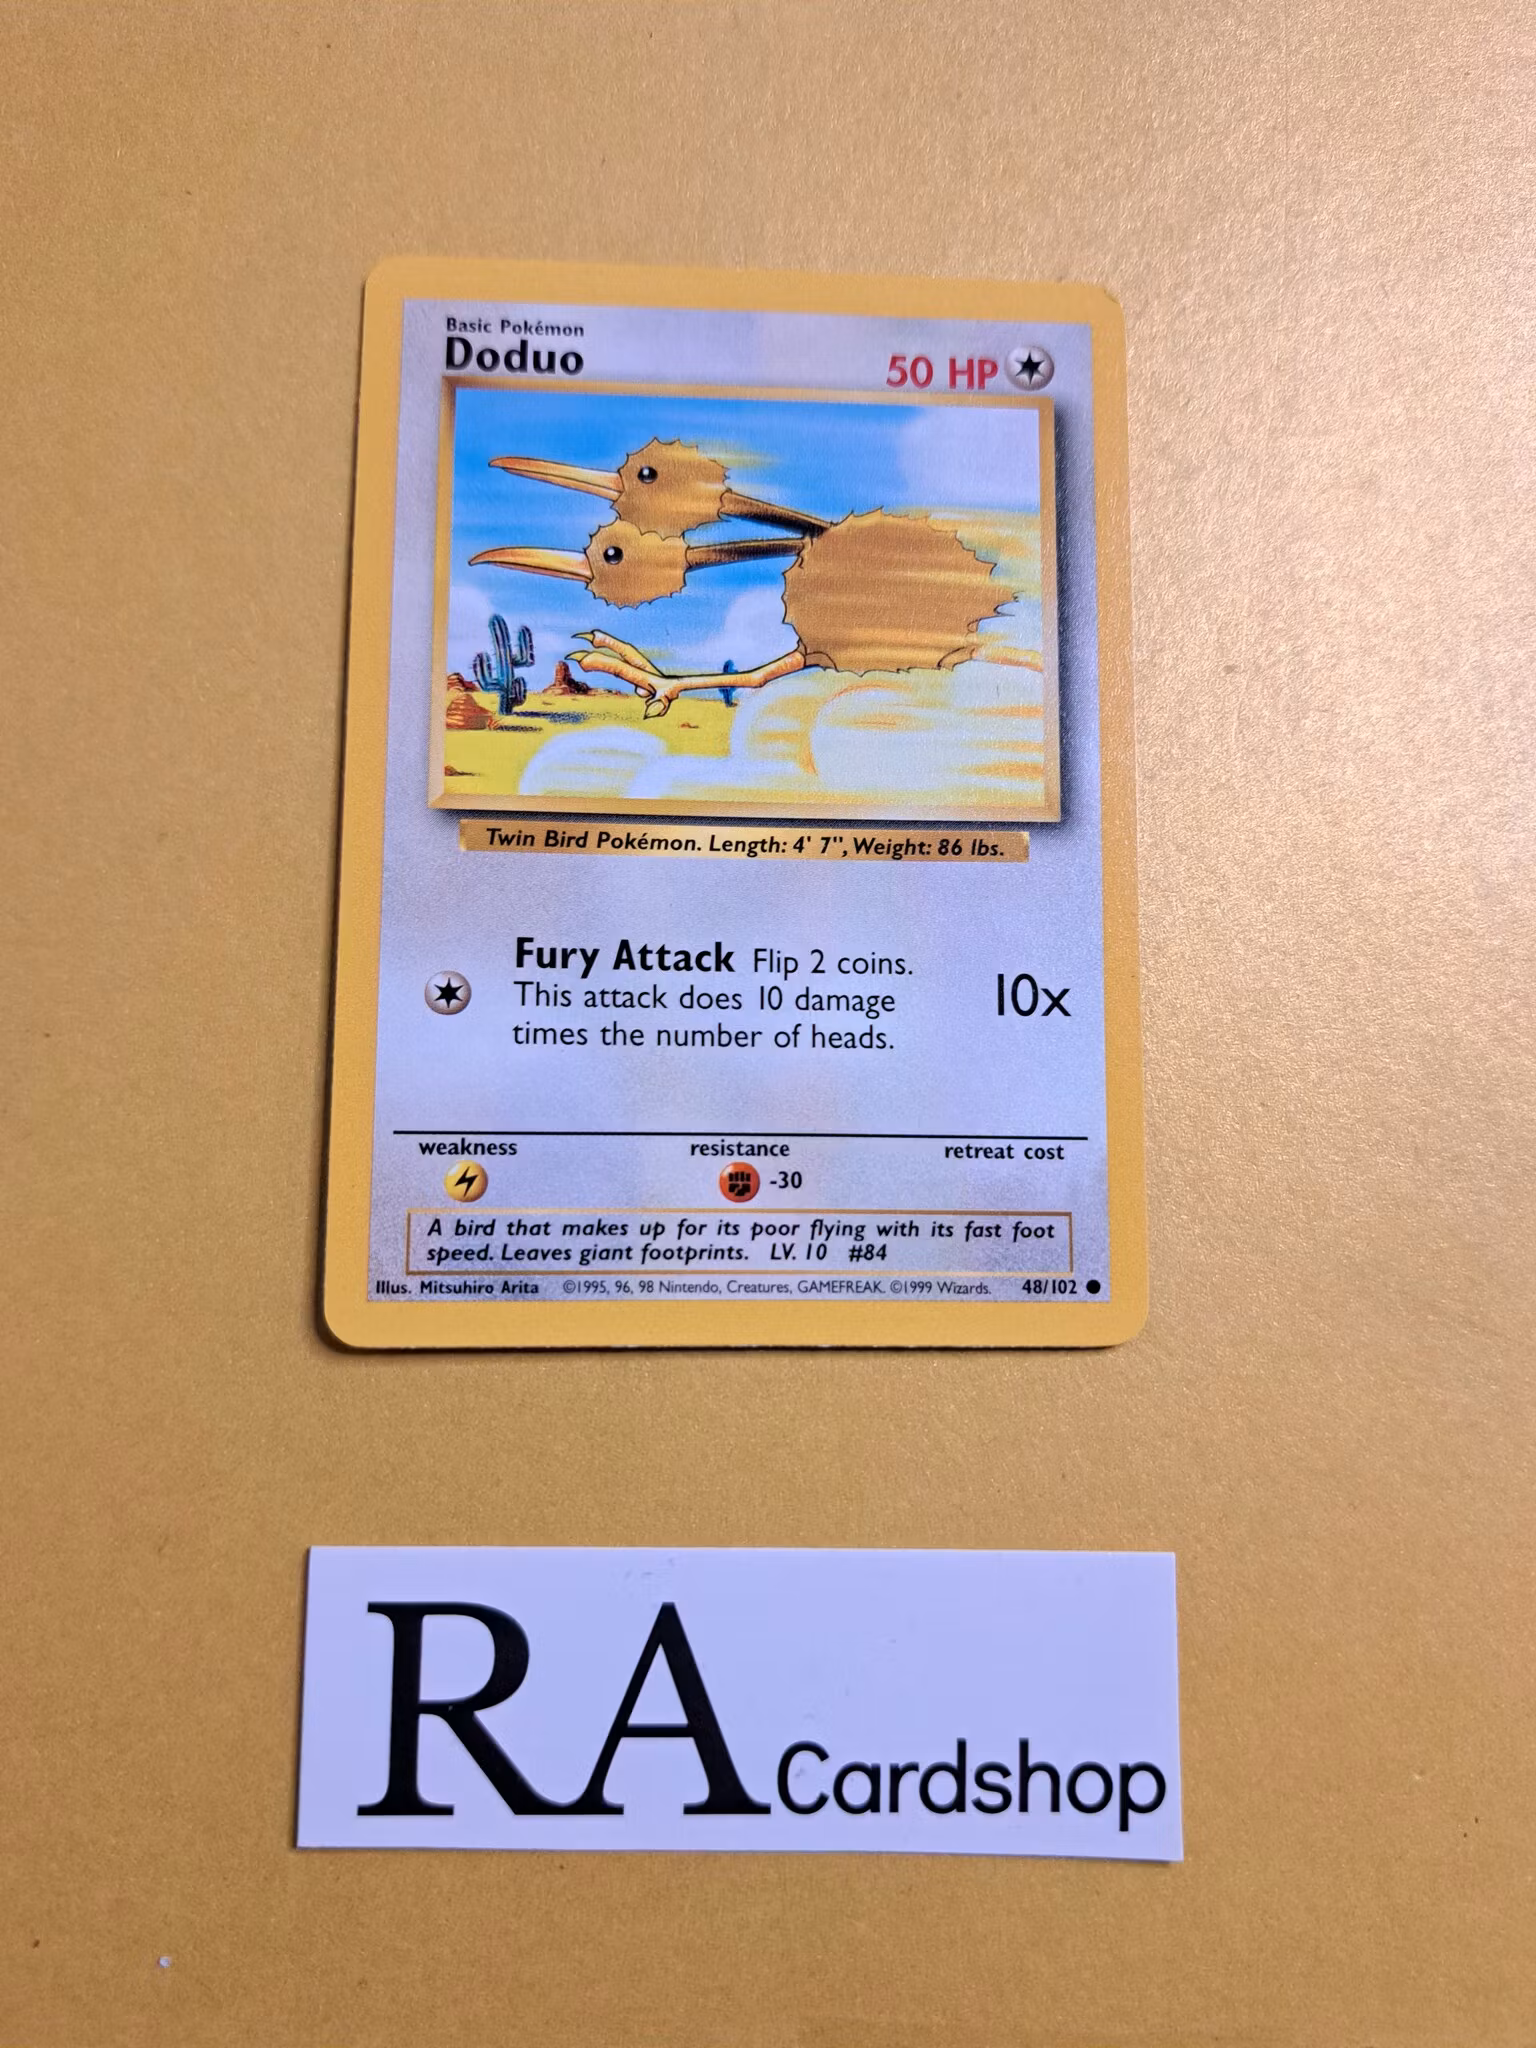 Basic Pokémon
Doduo
50 HP
Twin Bird Pokémon. Length: 4' 7", Weight: 86 lbs.
Fury Attack Flip 2 coins.
This attack does 10 damage
times the number of heads.
10x
weakness resistance retreat cost
-30
A bird that makes up for its poor flying with its fast foot
speed. Leaves giant footprints. LV. 10 #84
Illus. Mitsuhiro Arita ©1995, 96, 98 Nintendo, Creatures, GAMEFREAK. ©1999 Wizards. 48/102
RA Cardshop